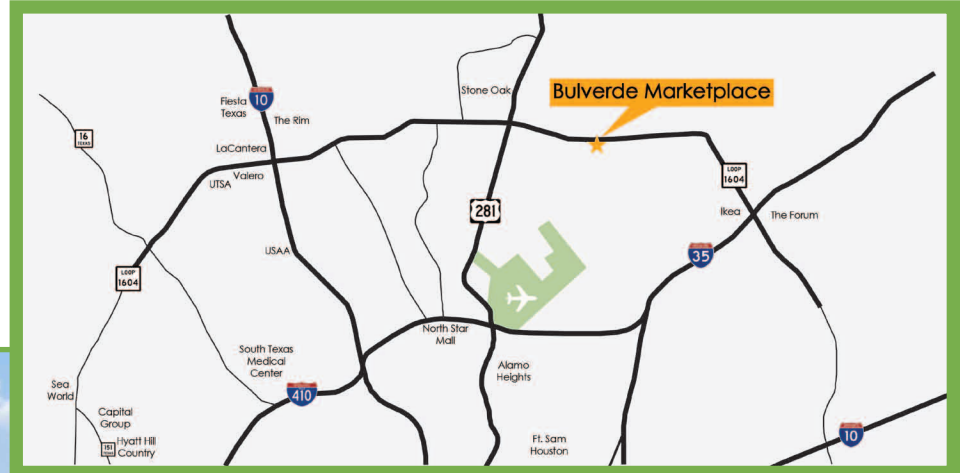 Bulverde Marketplace
Stone Oak
Fiesta
Texas
10
The Rim
16
TEXAS
LaCantera
Valero
UTSA
LOOP
1604
281
Ikea
The Forum
USAA
35
LOOP
1604
North Star
Mall
South Texas
Medical
Center
Alamo
Heights
410
Sea
World
Capital
Group
151
Hyatt Hill
Country
Ft. Sam
Houston
10